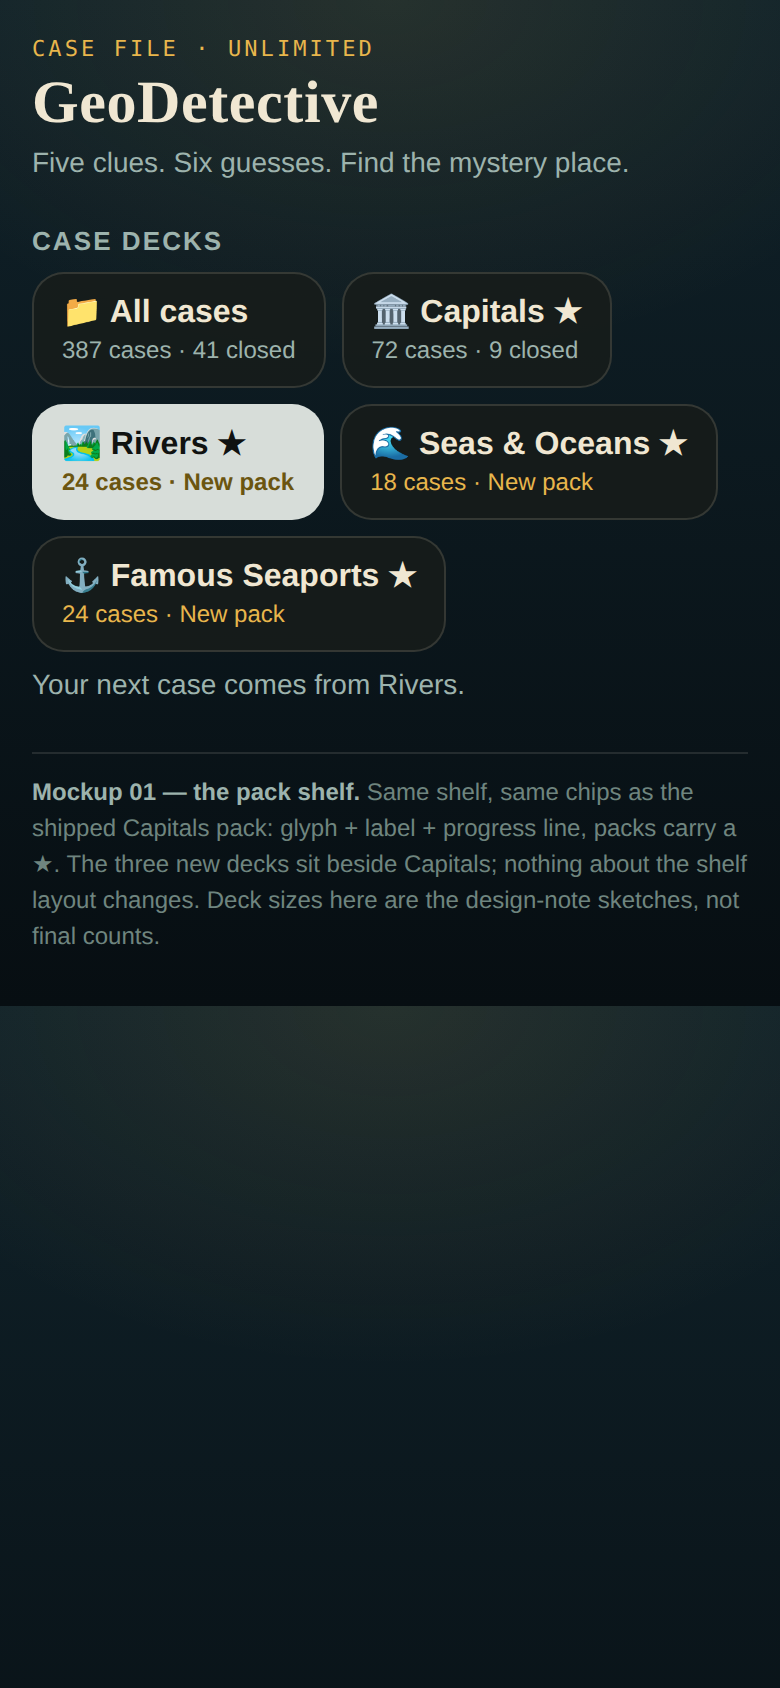 CASE FILE · UNLIMITED
GeoDetective
Five clues. Six guesses. Find the mystery place.
CASE DECKS
📁 All cases
387 cases · 41 closed
🏛️ Capitals ★
72 cases · 9 closed
🏞️ Rivers ★
24 cases · New pack
🌊 Seas & Oceans ★
18 cases · New pack
⚓ Famous Seaports ★
24 cases · New pack
Your next case comes from Rivers.
Mockup 01 — the pack shelf. Same shelf, same chips as the
shipped Capitals pack: glyph + label + progress line, packs carry a
★. The three new decks sit beside Capitals; nothing about the shelf
layout changes. Deck sizes here are the design-note sketches, not
final counts.